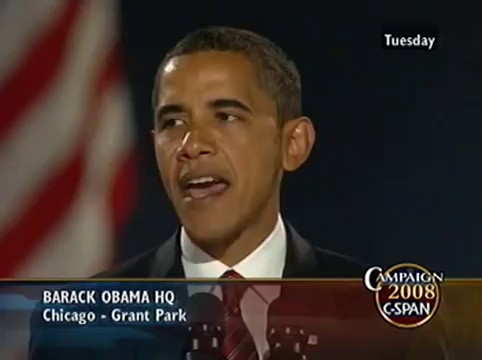 Tuesday
CAMPAIGN
2008
C-SPAN
BARACK OBAMA HQ
Chicago - Grant Park